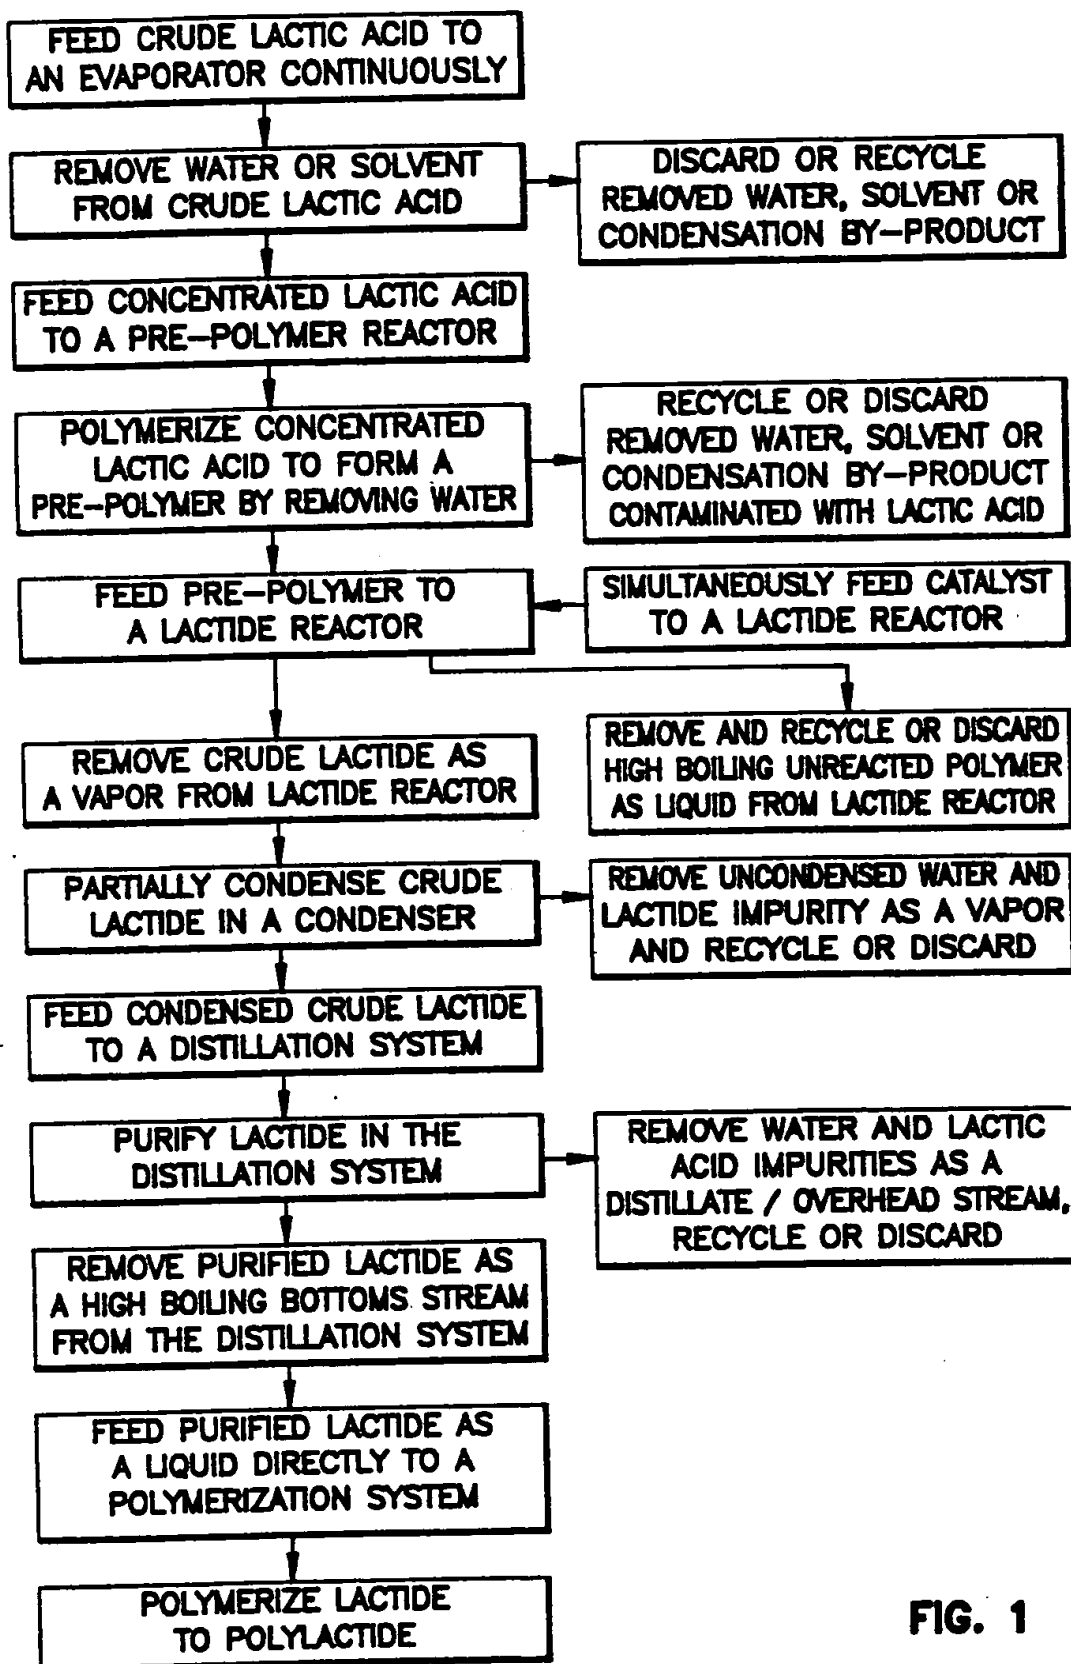 FEED CRUDE LACTIC ACID TO
AN EVAPORATOR CONTINUOUSLY
REMOVE WATER OR SOLVENT
FROM CRUDE LACTIC ACID
DISCARD OR RECYCLE
REMOVED WATER, SOLVENT OR
CONDENSATION BY-PRODUCT
FEED CONCENTRATED LACTIC ACID
TO A PRE-POLYMER REACTOR
POLYMERIZE CONCENTRATED
LACTIC ACID TO FORM A
PRE-POLYMER BY REMOVING WATER
RECYCLE OR DISCARD
REMOVED WATER, SOLVENT OR
CONDENSATION BY-PRODUCT
CONTAMINATED WITH LACTIC ACID
FEED PRE-POLYMER TO
A LACTIDE REACTOR
SIMULTANEOUSLY FEED CATALYST
TO A LACTIDE REACTOR
REMOVE CRUDE LACTIDE AS
A VAPOR FROM LACTIDE REACTOR
REMOVE AND RECYCLE OR DISCARD
HIGH BOILING UNREACTED POLYMER
AS LIQUID FROM LACTIDE REACTOR
PARTIALLY CONDENSE CRUDE
LACTIDE IN A CONDENSER
REMOVE UNCONDENSED WATER AND
LACTIDE IMPURITY AS A VAPOR
AND RECYCLE OR DISCARD
FEED CONDENSED CRUDE LACTIDE
TO A DISTILLATION SYSTEM
PURIFY LACTIDE IN THE
DISTILLATION SYSTEM
REMOVE WATER AND LACTIC
ACID IMPURITIES AS A
DISTILLATE / OVERHEAD STREAM,
RECYCLE OR DISCARD
REMOVE PURIFIED LACTIDE AS
A HIGH BOILING BOTTOMS STREAM
FROM THE DISTILLATION SYSTEM
FEED PURIFIED LACTIDE AS
A LIQUID DIRECTLY TO A
POLYMERIZATION SYSTEM
POLYMERIZE LACTIDE
TO POLYLACTIDE
FIG. 1